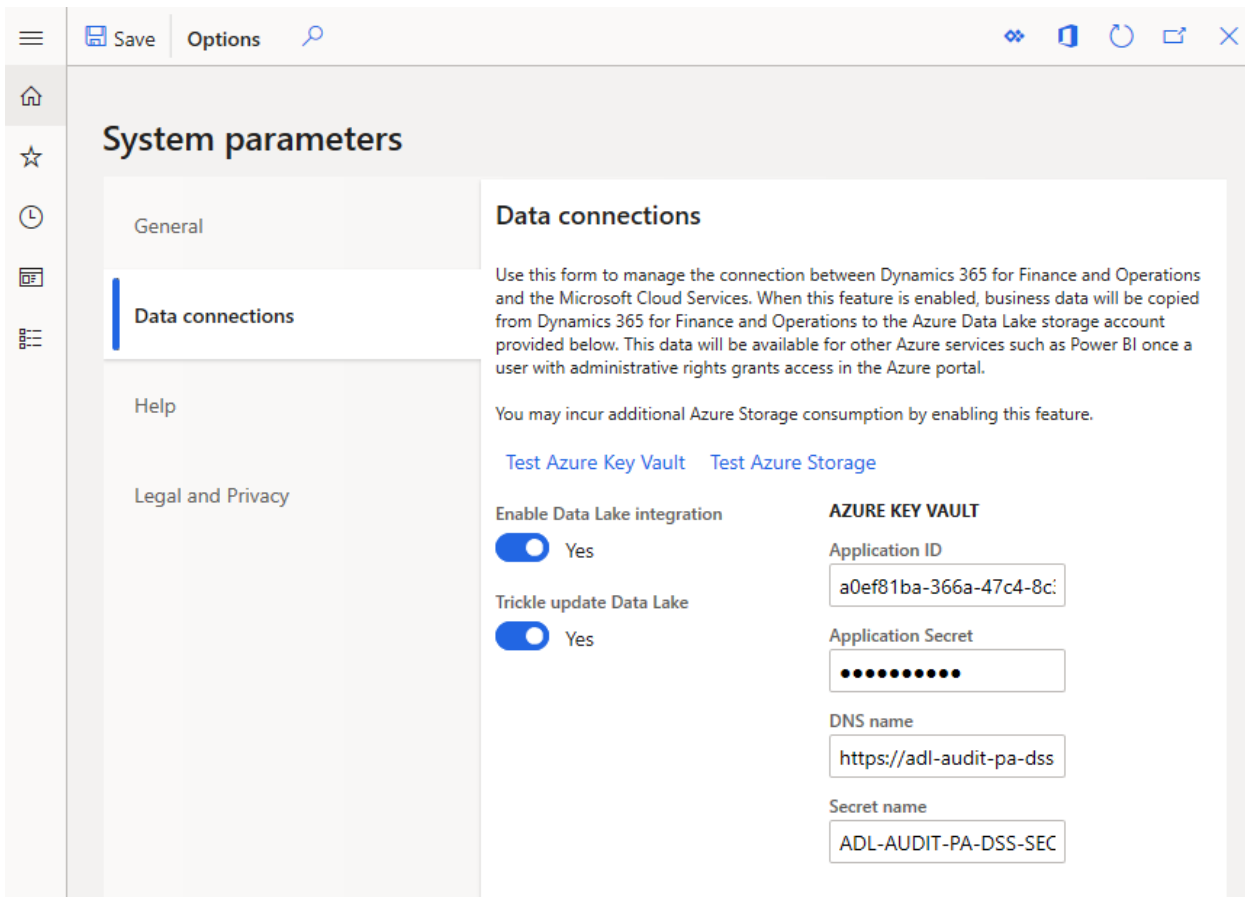 Save
Options
System parameters
General
Data connections
Help
Legal and Privacy
Data connections
Use this form to manage the connection between Dynamics 365 for Finance and Operations
and the Microsoft Cloud Services. When this feature is enabled, business data will be copied
from Dynamics 365 for Finance and Operations to the Azure Data Lake storage account
provided below. This data will be available for other Azure services such as Power BI once a
user with administrative rights grants access in the Azure portal.
You may incur additional Azure Storage consumption by enabling this feature.
Test Azure Key Vault Test Azure Storage
Enable Data Lake integration
Yes
Trickle update Data Lake
Yes
AZURE KEY VAULT
Application ID
a0ef81ba-366a-47c4-8c3
Application Secret
●●●●●●●●●●
DNS name
https://adl-audit-pa-dss
Secret name
ADL-AUDIT-PA-DSS-SEC